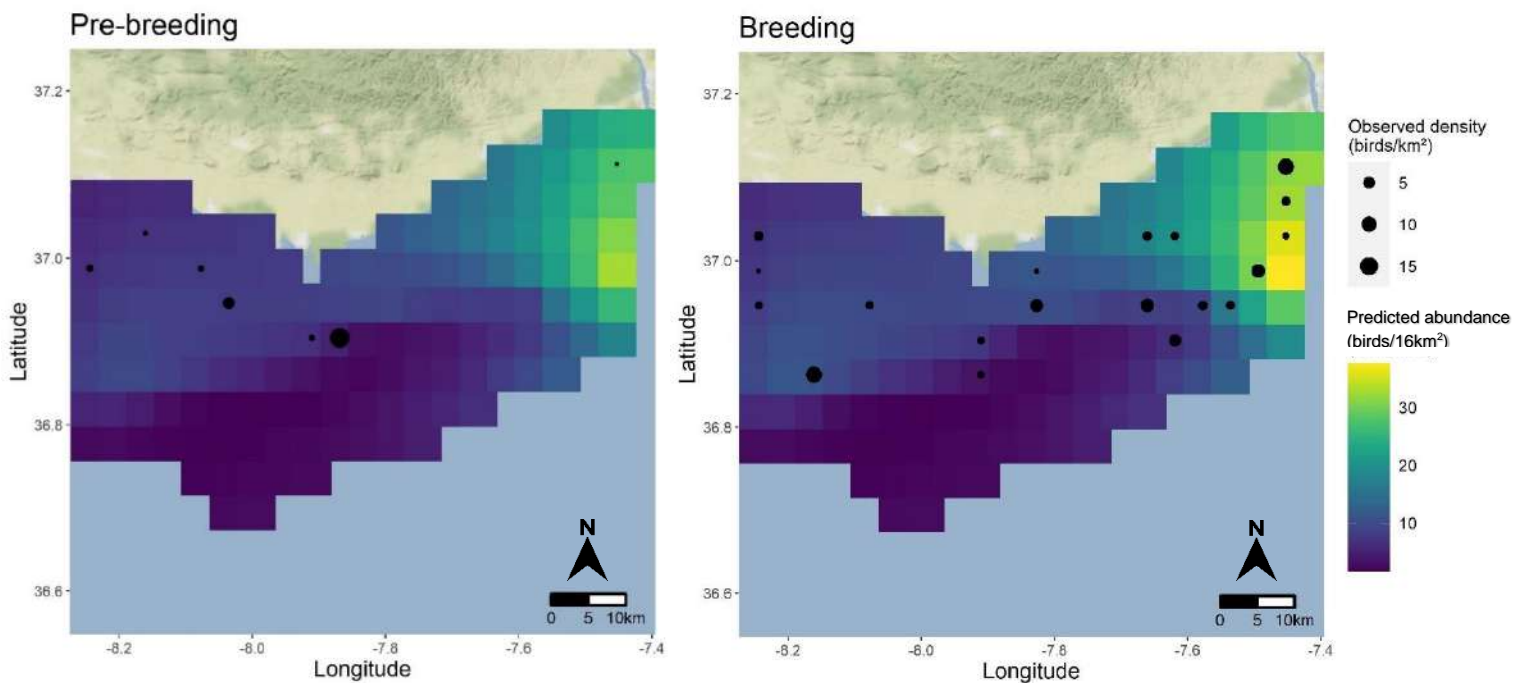 Pre-breeding
Breeding
37.2
37.0
36.8
36.6
Latitude
-8.2
-8.0
-7.8
-7.6
-7.4
Longitude
N
0 5 10km
37.2
37.0
36.8
36.6
Latitude
-8.2
-8.0
-7.8
-7.6
-7.4
Longitude
N
0 5 10km
Observed density
(birds/km²)
5
10
15
Predicted abundance
(birds/16km²)
30
20
10